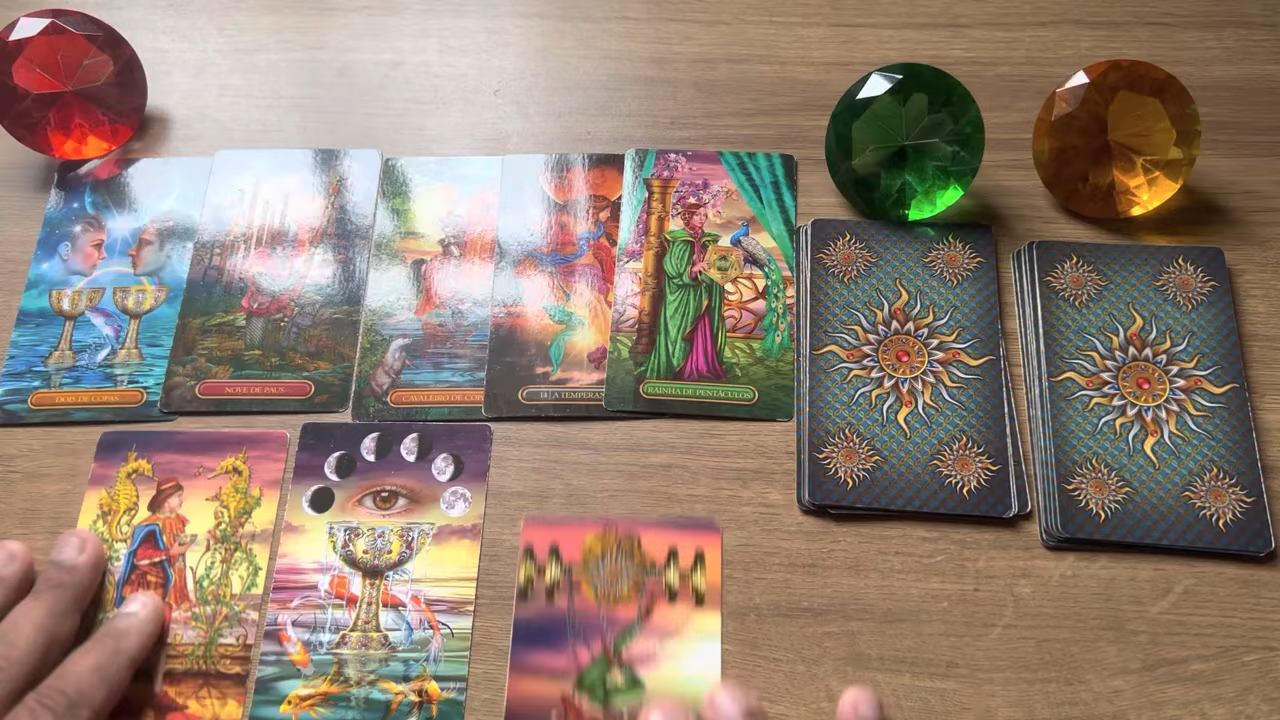 DOIS DE COPAS
NOVE DE PAUS
CAVALEIRO DE COP
14 | A TEMPERAN
RAINHA DE PENTÁCULOS